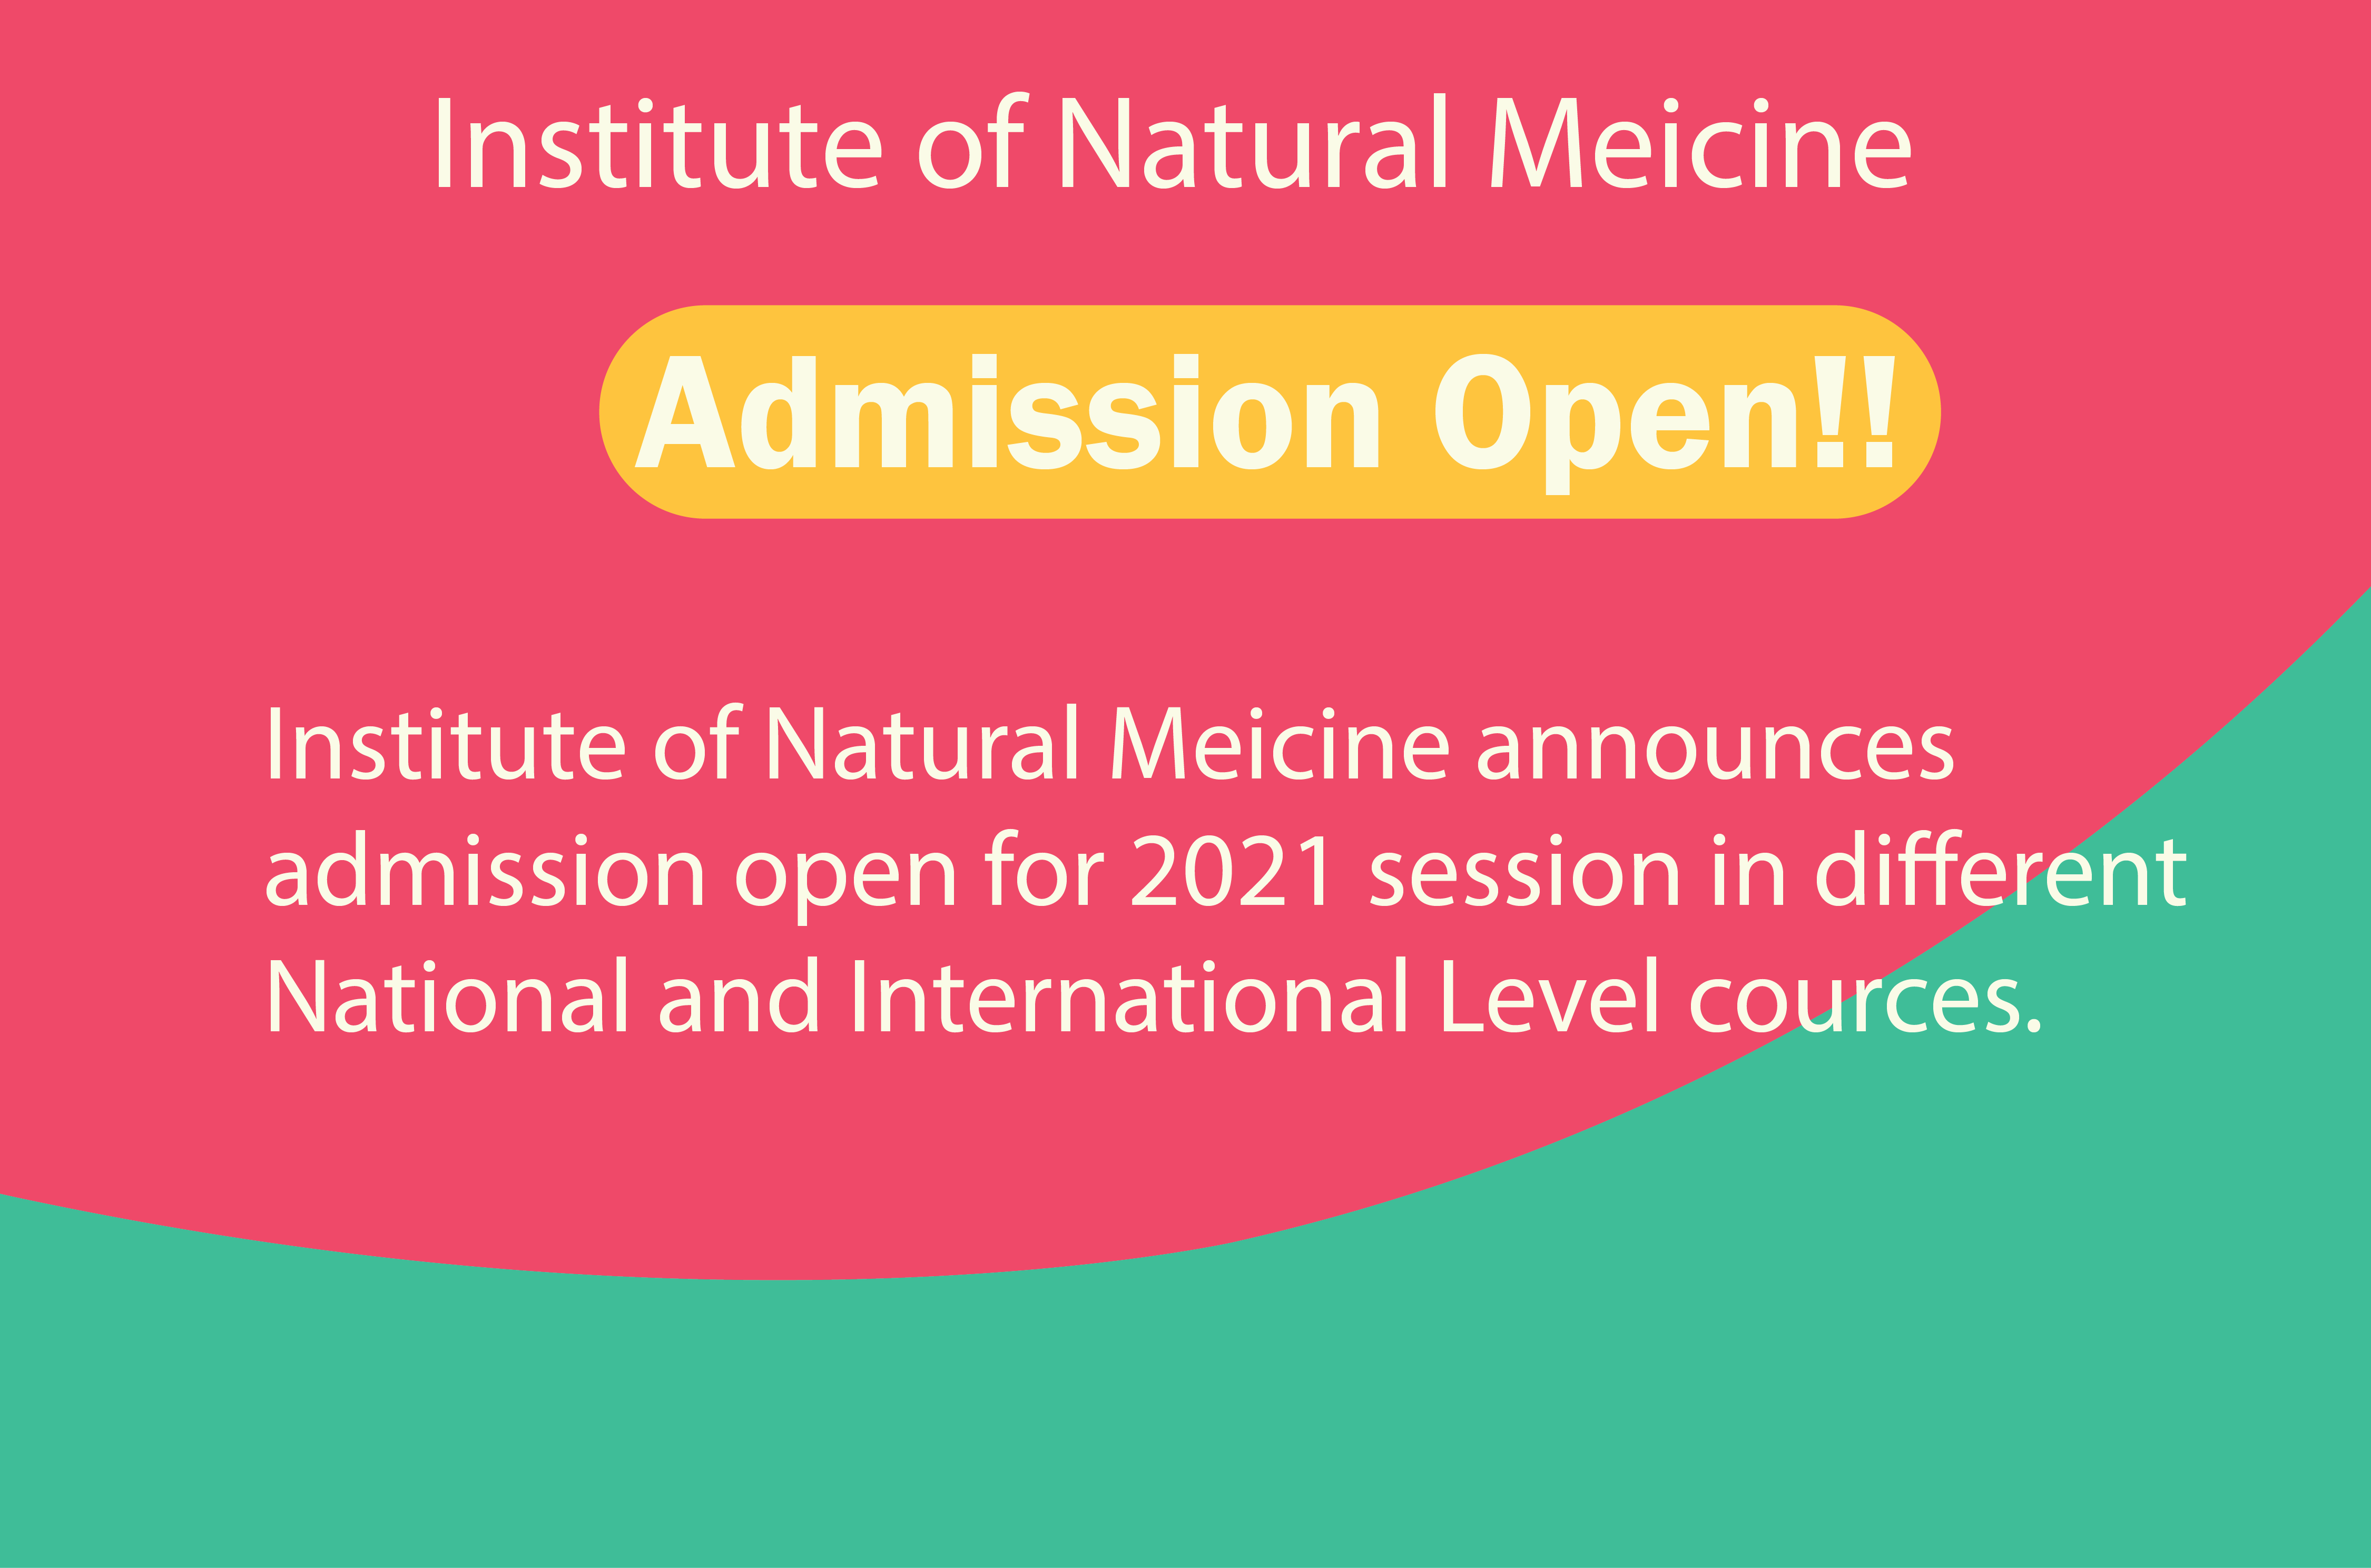 Institute of Natural Meicine
Admission Open!!
Institute of Natural Meicine announces
admission open for 2021 session in different
National and International Level cources.